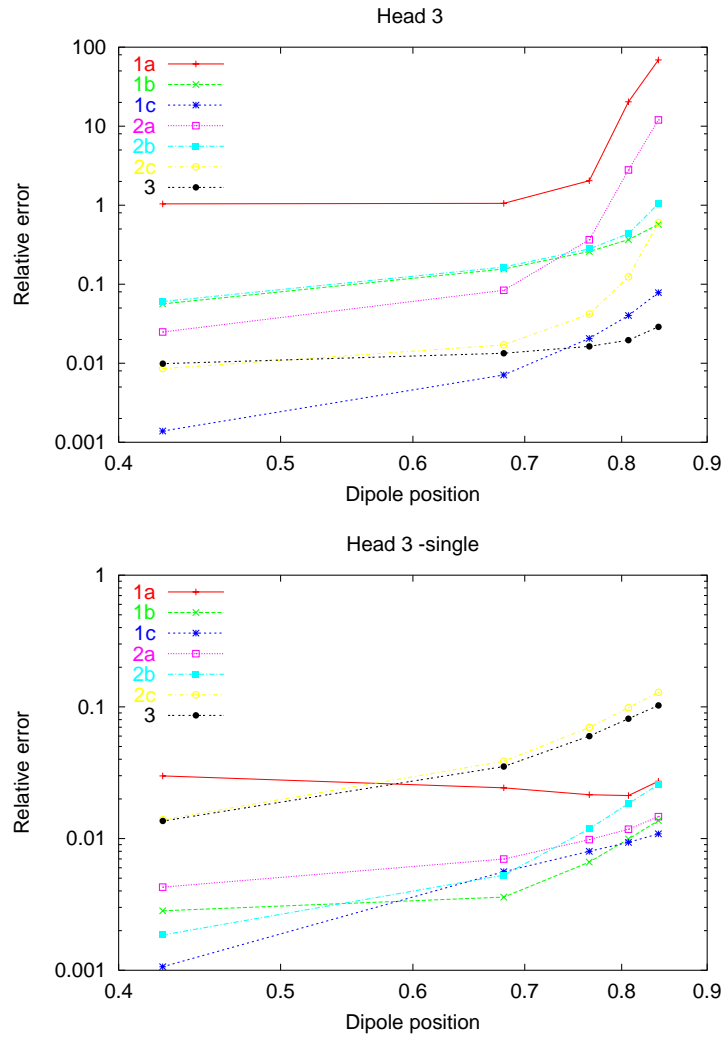 Head 3
100
10
1
0.1
0.01
0.001
Relative error
1a
1b
1c
2a
2b
2c
3
0.4 0.5 0.6 0.7 0.8 0.9
Dipole position
Head 3 -single
1
0.1
0.01
0.001
Relative error
1a
1b
1c
2a
2b
2c
3
0.4 0.5 0.6 0.7 0.8 0.9
Dipole position